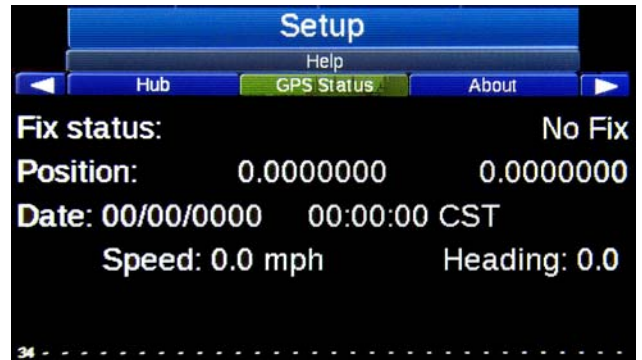 Setup
Help
Hub GPS Status About
Fix status: No Fix
Position: 0.0000000 0.0000000
Date: 00/00/0000 00:00:00 CST
Speed: 0.0 mph Heading: 0.0
34